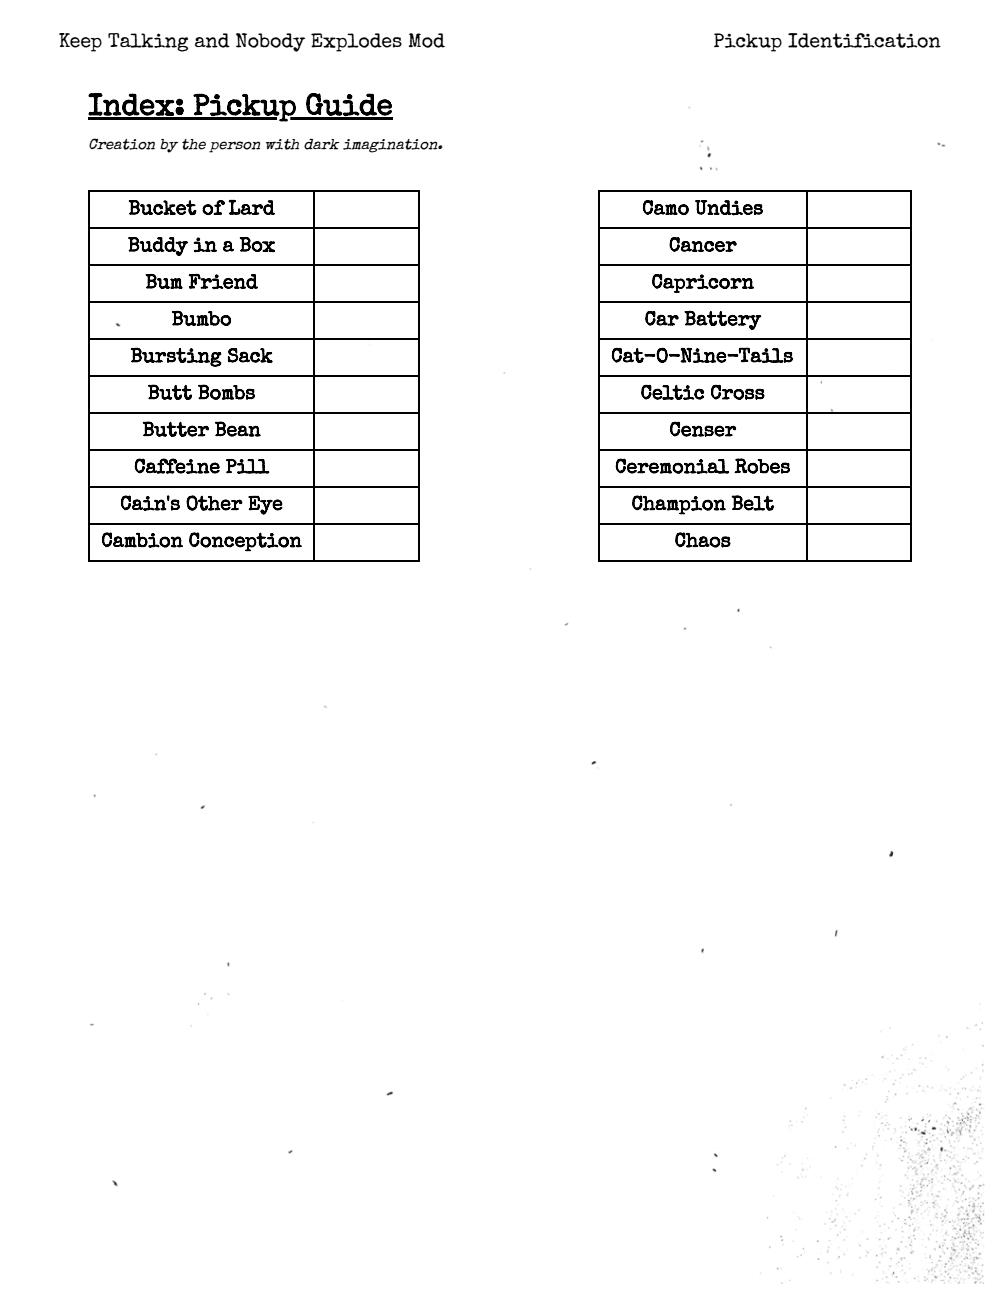 Keep Talking and Nobody Explodes Mod
Pickup Identification
Index: Pickup Guide
Creation by the person with dark imagination.
Bucket of Lard
Buddy in a Box
Bum Friend
Bumbo
Bursting Sack
Butt Bombs
Butter Bean
Caffeine Pill
Cain's Other Eye
Cambion Conception
Camo Undies
Cancer
Capricorn
Car Battery
Cat-O-Nine-Tails
Celtic Cross
Censer
Ceremonial Robes
Champion Belt
Chaos